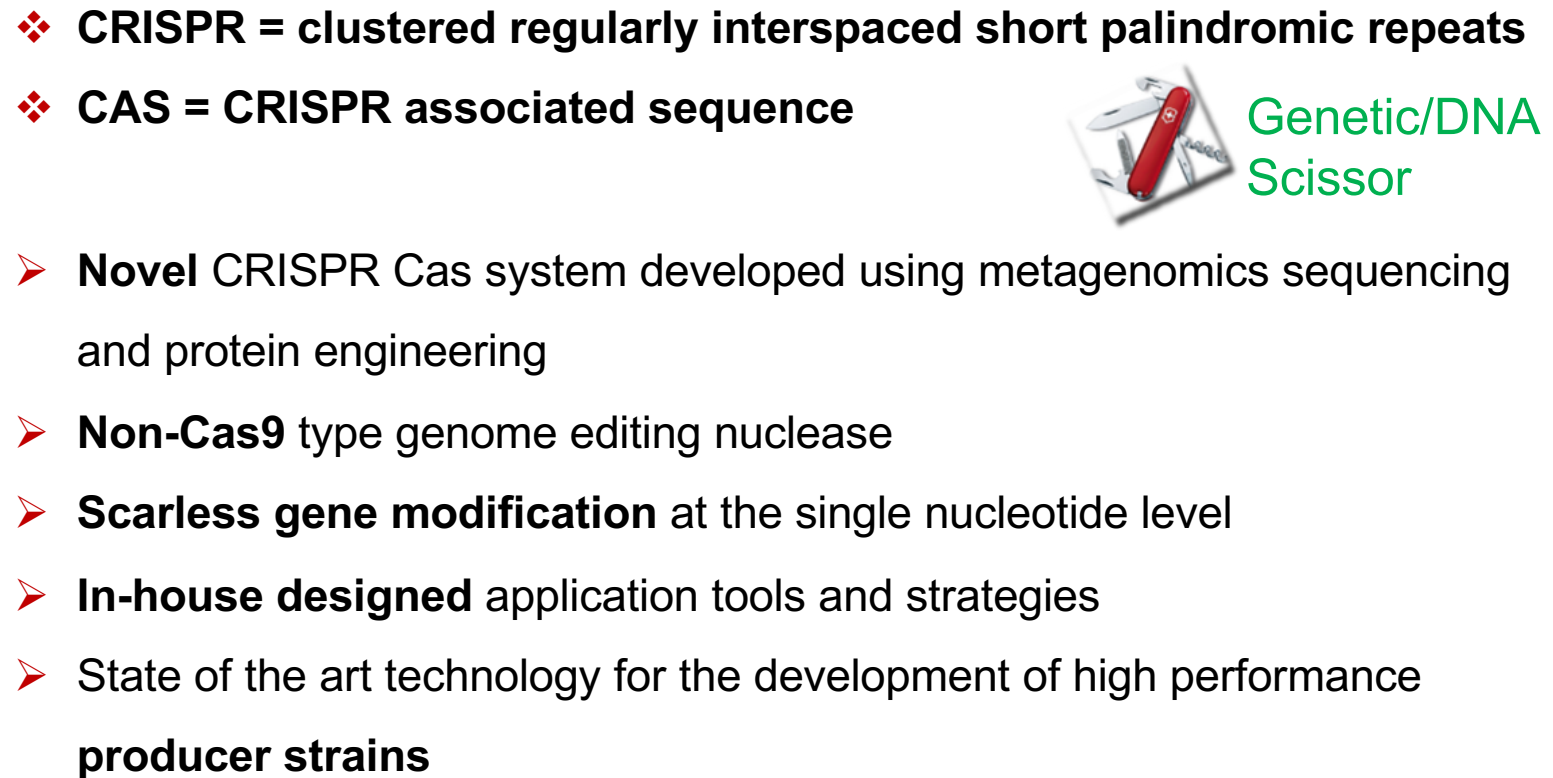 ❖ CRISPR = clustered regularly interspaced short palindromic repeats
❖ CAS = CRISPR associated sequence
Genetic/DNA
Scissor
➢ Novel CRISPR Cas system developed using metagenomics sequencing
and protein engineering
➢ Non-Cas9 type genome editing nuclease
➢ Scarless gene modification at the single nucleotide level
➢ In-house designed application tools and strategies
➢ State of the art technology for the development of high performance
producer strains